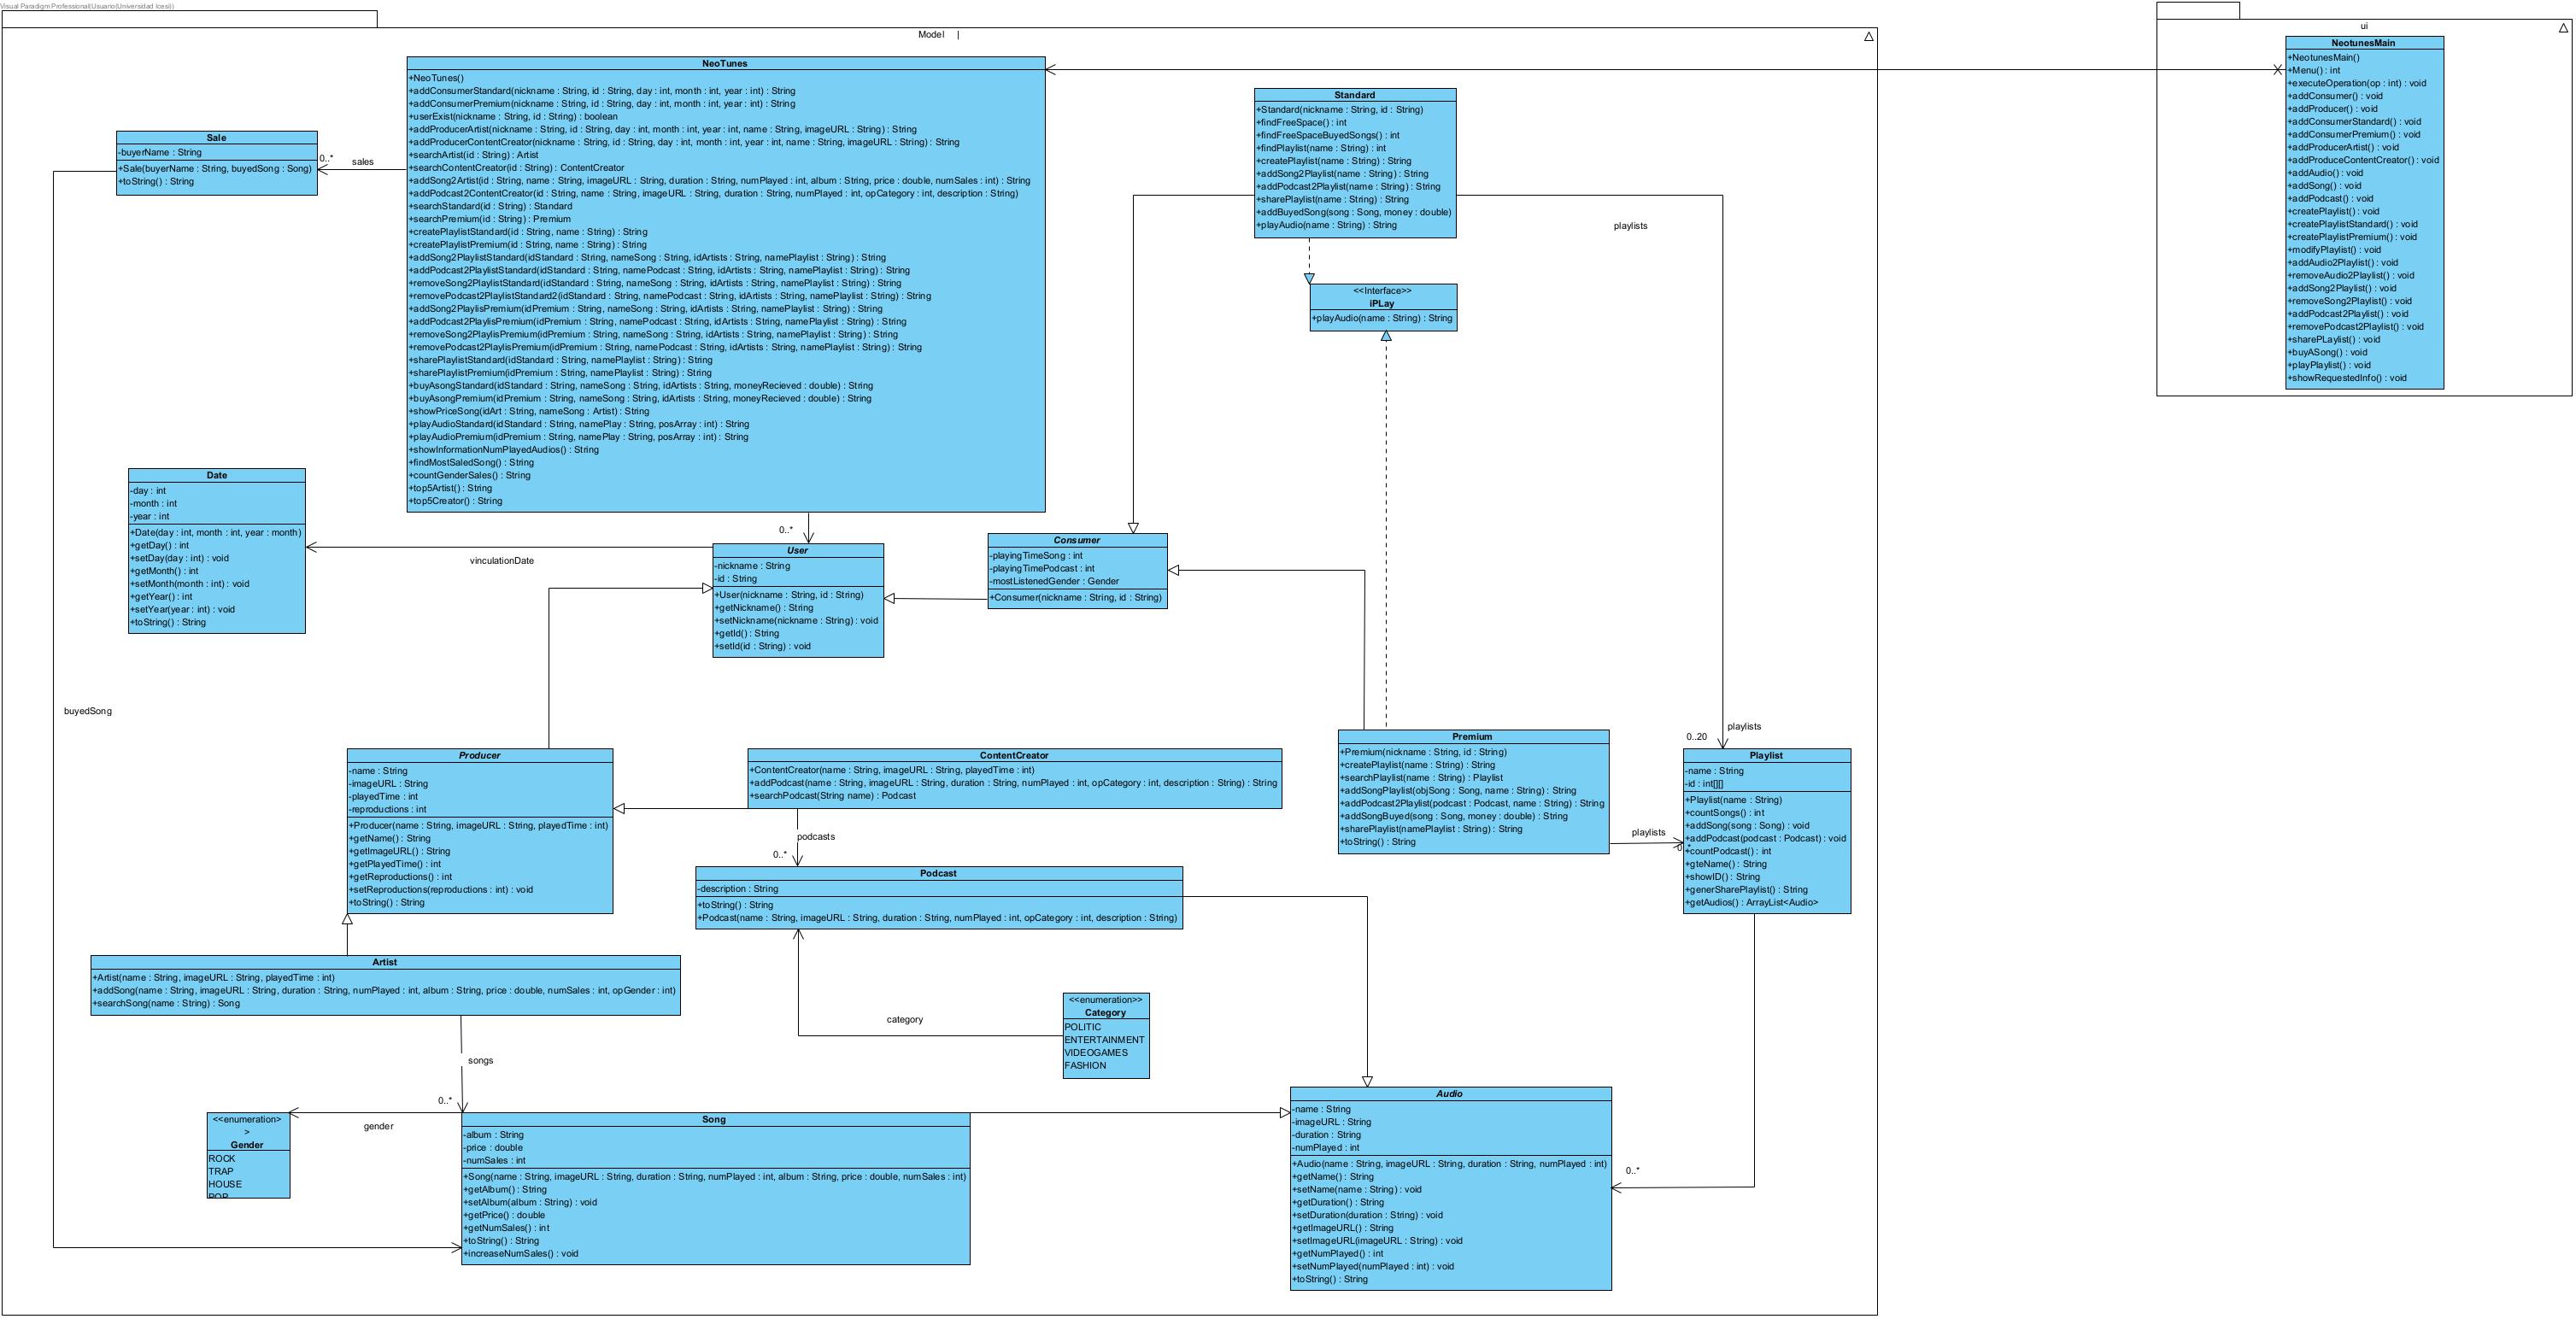 Visual Paradigm Professional(Usuario(Universidad Icesi))
Model
ui
NeoTunes
+NeoTunes()
+addConsumerStandard(nickname : String, id : String, day : int, month : int, year : int) : String
+addConsumerPremium(nickname : String, id : String, day : int, month : int, year : int) : String
+userExist(nickname : String, id : String) : boolean
+addProducerArtist(nickname : String, id : String, day : int, month : int, year : int, name : String, imageURL : String) : String
+addProducerContentCreator(nickname : String, id : String, day : int, month : int, year : int, name : String, imageURL : String) : String
+searchArtist(id : String) : Artist
+searchContentCreator(id : String) : ContentCreator
+addSong2Artist(id : String, name : String, imageURL : String, duration : String, numPlayed : int, album : String, price : double, numSales : int) : String
+addPodcast2ContentCreator(id : String, name : String, imageURL : String, duration : String, numPlayed : int, opCategory : int, description : String)
+searchStandard(id : String) : Standard
+searchPremium(id : String) : Premium
+createPlaylistStandard(id : String, name : String) : String
+createPlaylistPremium(id : String, name : String) : String
+addSong2PlaylistStandard(idStandard : String, nameSong : String, idArtists : String, namePlaylist : String) : String
+addPodcast2PlaylistStandard(idStandard : String, namePodcast : String, idArtists : String, namePlaylist : String) : String
+removeSong2PlaylistStandard(idStandard : String, nameSong : String, idArtists : String, namePlaylist : String) : String
+removePodcast2PlaylistStandard2(idStandard : String, namePodcast : String, idArtists : String, namePlaylist : String) : String
+addSong2PlaylisPremium(idPremium : String, nameSong : String, idArtists : String, namePlaylist : String) : String
+addPodcast2PlaylisPremium(idPremium : String, namePodcast : String, idArtists : String, namePlaylist : String) : String
+removeSong2PlaylisPremium(idPremium : String, nameSong : String, idArtists : String, namePlaylist : String) : String
+removePodcast2PlaylisPremium(idPremium : String, namePodcast : String, idArtists : String, namePlaylist : String) : String
+sharePlaylistStandard(idStandard : String, namePlaylist : String) : String
+sharePlaylistPremium(idPremium : String, namePlaylist : String) : String
+buyAsongStandard(idStandard : String, nameSong : String, idArtists : String, moneyRecieved : double) : String
+buyAsongPremium(idPremium : String, nameSong : String, idArtists : String, moneyRecieved : double) : String
+showPriceSong(idArt : String, nameSong : Artist) : String
+playAudioStandard(idStandard : String, namePlay : String, posArray : int) : String
+playAudioPremium(idPremium : String, namePlay : String, posArray : int) : String
+showInformationNumPlayedAudios() : String
+findMostSaledSong() : String
+countGenderSales() : String
+top5Artist() : String
+top5Creator() : String
NeotunesMain
+NeotunesMain()
+Menu() : int
+executeOperation(op : int) : void
+addConsumer() : void
+addProducer() : void
+addConsumerStandard() : void
+addConsumerPremium() : void
+addProducerArtist() : void
+addProduceContentCreator() : void
+addAudio() : void
+addSong() : void
+addPodcast() : void
+createPlaylist() : void
+createPlaylistStandard() : void
+createPlaylistPremium() : void
+modifyPlaylist() : void
+addAudio2Playlist() : void
+removeAudio2Playlist() : void
+addSong2Playlist() : void
+removeSong2Playlist() : void
+addPodcast2Playlist() : void
+removePodcast2Playlist() : void
+sharePLaylist() : void
+buyASong() : void
+playPlaylist() : void
+showRequestedInfo() : void
Standard
+Standard(nickname : String, id : String)
+findFreeSpace() : int
+findFreeSpaceBuyedSongs() : int
+findPlaylist(name : String) : int
+createPlaylist(name : String) : String
+addSong2Playlist(name : String) : String
+addPodcast2Playlist(name : String) : String
+sharePlaylist(name : String) : String
+addBuyedSong(song : Song, money : double)
+playAudio(name : String) : String
playlists
<<Interface>>
iPLay
+playAudio(name : String) : String
Sale
-buyerName : String
+Sale(buyerName : String, buyedSong : Song)
+toString() : String
0..*
sales
Date
-day : int
-month : int
-year : int
+Date(day : int, month : int, year : month)
+getDay() : int
+setDay(day : int) : void
+getMonth() : int
+setMonth(month : int) : void
+getYear() : int
+setYear(year : int) : void
+toString() : String
vinculationDate
0..*
User
-nickname : String
-id : String
+User(nickname : String, id : String)
+getNickname() : String
+setNickname(nickname : String) : void
+getId() : String
+setId(id : String) : void
Consumer
-playingTimeSong : int
-playingTimePodcast : int
-mostListenedGender : Gender
+Consumer(nickname : String, id : String)
buyedSong
Producer
-name : String
-imageURL : String
-playedTime : int
-reproductions : int
+Producer(name : String, imageURL : String, playedTime : int)
+getName() : String
+getImageURL() : String
+getPlayedTime() : int
+getReproductions() : int
+setReproductions(reproductions : int) : void
+toString() : String
ContentCreator
+ContentCreator(name : String, imageURL : String, playedTime : int)
+addPodcast(name : String, imageURL : String, duration : String, numPlayed : int, opCategory : int, description : String) : String
+searchPodcast(String name) : Podcast
podcasts
0..*
Premium
+Premium(nickname : String, id : String)
+createPlaylist(name : String) : String
+searchPlaylist(name : String) : Playlist
+addSongPlaylist(objSong : Song, name : String) : String
+addPodcast2Playlist(podcast : Podcast, name : String) : String
+addSongBuyed(song : Song, money : double) : String
+sharePlaylist(namePlaylist : String) : String
+toString() : String
playlists
0..20
playlists
0..*
Playlist
-name : String
-id : int[][]
+Playlist(name : String)
+countSongs() : int
+addSong(song : Song) : void
+addPodcast(podcast : Podcast) : void
+countPodcast() : int
+gteName() : String
+showID() : String
+generSharePlaylist() : String
+getAudios() : ArrayList<Audio>
Podcast
-description : String
+toString() : String
+Podcast(name : String, imageURL : String, duration : String, numPlayed : int, opCategory : int, description : String)
Artist
+Artist(name : String, imageURL : String, playedTime : int)
+addSong(name : String, imageURL : String, duration : String, numPlayed : int, album : String, price : double, numSales : int, opGender : int)
+searchSong(name : String) : Song
category
<<enumeration>>
Category
POLITIC
ENTERTAINMENT
VIDEOGAMES
FASHION
songs
0..*
gender
<<enumeration>
>
Gender
ROCK
TRAP
HOUSE
POP
Song
-album : String
-price : double
-numSales : int
+Song(name : String, imageURL : String, duration : String, numPlayed : int, album : String, price : double, numSales : int)
+getAlbum() : String
+setAlbum(album : String) : void
+getPrice() : double
+getNumSales() : int
+toString() : String
+increaseNumSales() : void
Audio
-name : String
-imageURL : String
-duration : String
-numPlayed : int
+Audio(name : String, imageURL : String, duration : String, numPlayed : int)
+getName() : String
+setName(name : String) : void
+getDuration() : String
+setDuration(duration : String) : void
+getImageURL() : String
+setImageURL(imageURL : String) : void
+getNumPlayed() : int
+setNumPlayed(numPlayed : int) : void
+toString() : String
0..*